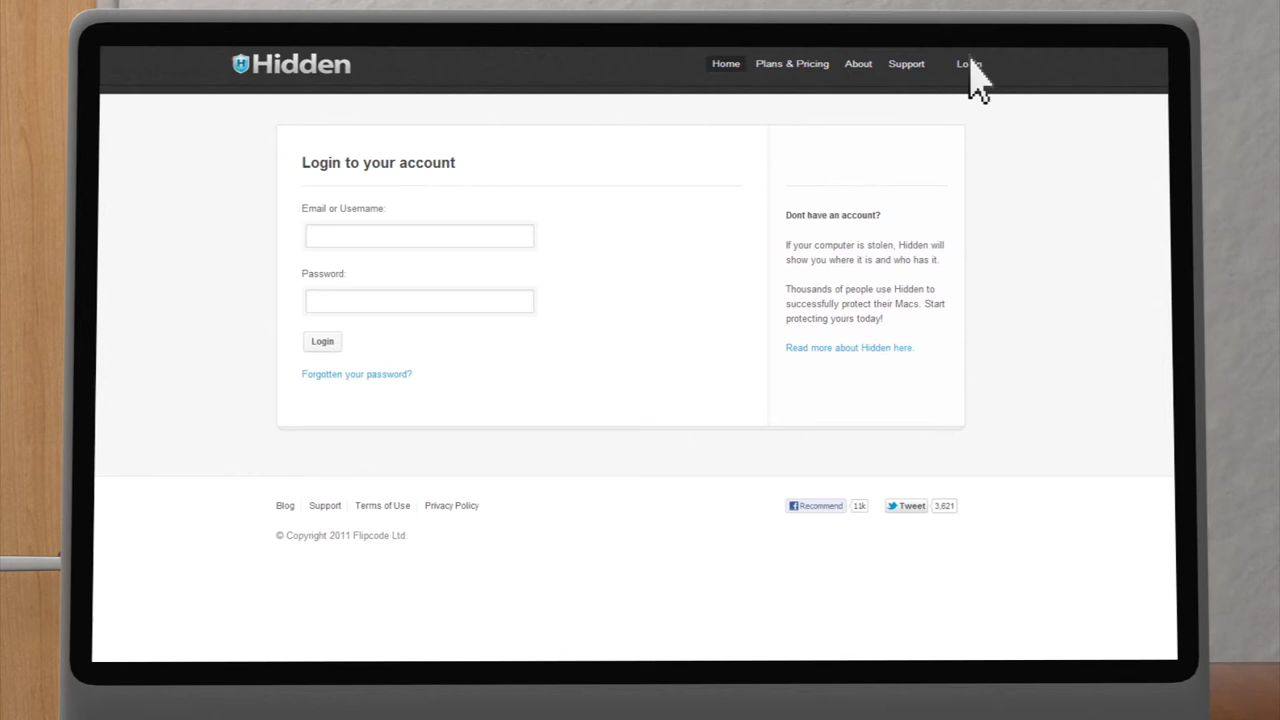 Hidden
Home Plans & Pricing About Support
Login to your account
Email or Username:
Password:
Login
Forgotten your password?
Dont have an account?
If your computer is stolen, Hidden will
show you where it is and who has it.
Thousands of people use Hidden to
successfully protect their Macs. Start
protecting yours today!
Read more about Hidden here.
Blog Support Terms of Use Privacy Policy
Recommend 11k Tweet 3,621
© Copyright 2011 Flipcode Ltd.